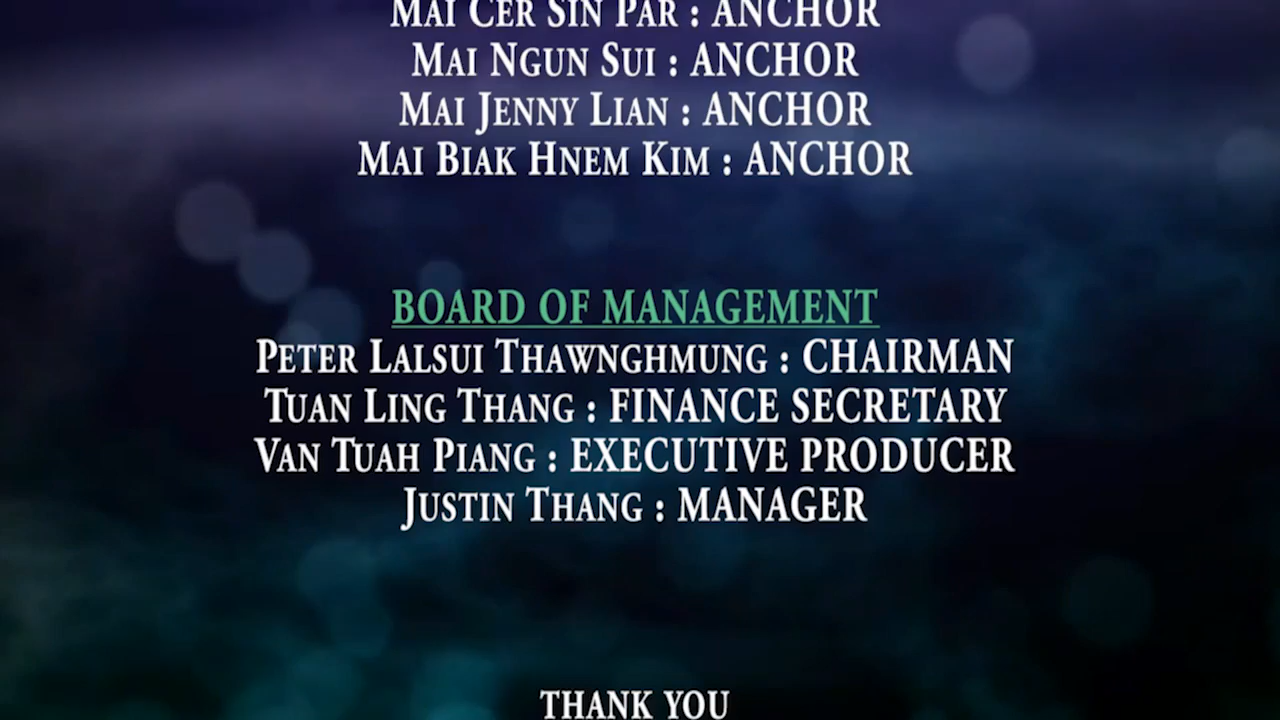 Mai Cer Sin Par : ANCHOR
Mai Ngun Sui : ANCHOR
Mai Jenny Lian : ANCHOR
Mai Biak Hnem Kim : ANCHOR
BOARD OF MANAGEMENT
Peter Lalsui Thawnghmung : CHAIRMAN
Tuan Ling Thang : FINANCE SECRETARY
Van Tuah Piang : EXECUTIVE PRODUCER
Justin Thang : MANAGER
THANK YOU